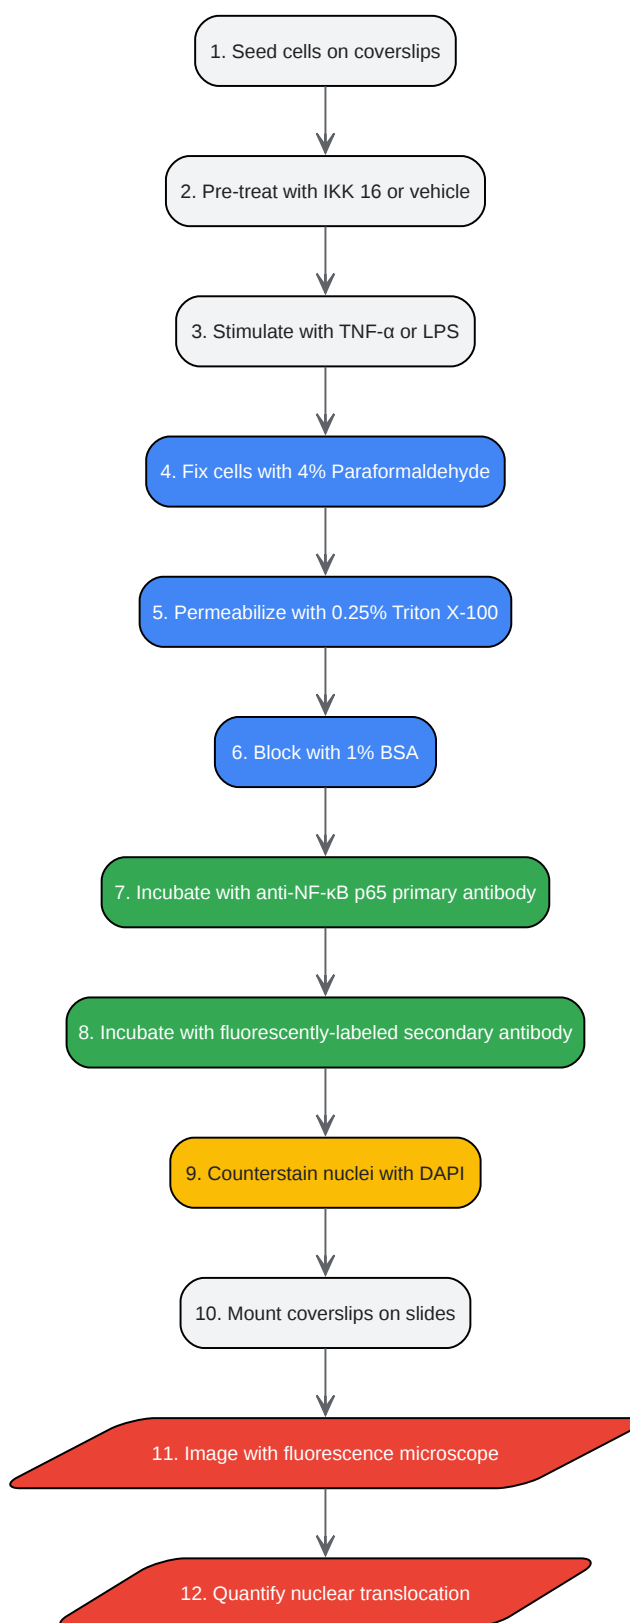 1. Seed cells on coverslips
2. Pre-treat with IKK 16 or vehicle
3. Stimulate with TNF-α or LPS
4. Fix cells with 4% Paraformaldehyde
5. Permeabilize with 0.25% Triton X-100
6. Block with 1% BSA
7. Incubate with anti-NF-κB p65 primary antibody
8. Incubate with fluorescently-labeled secondary antibody
9. Counterstain nuclei with DAPI
10. Mount coverslips on slides
11. Image with fluorescence microscope
12. Quantify nuclear translocation